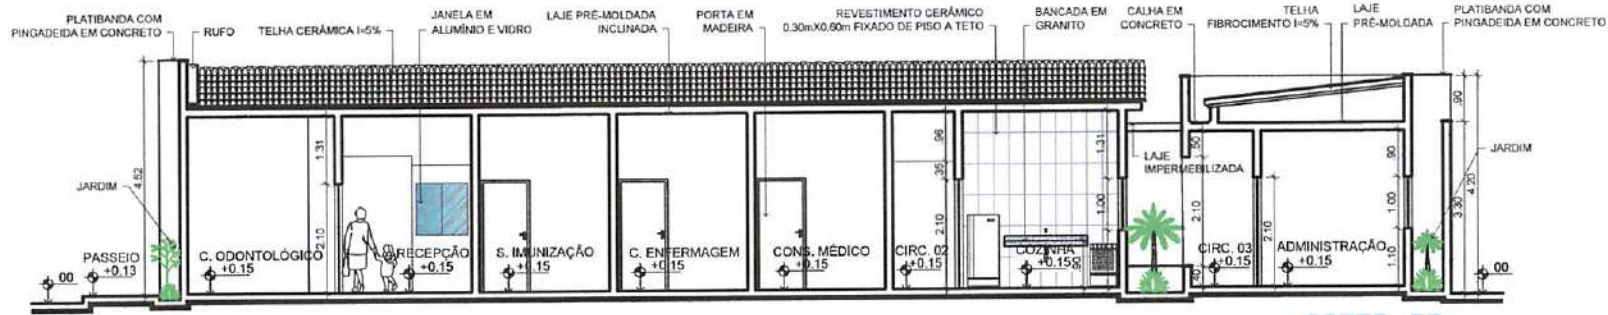 PLATIBANDA COM
PINGADEIDA EM CONCRETO
RUFO
TELHA CERÂMICA I=5%
JANELA EM
ALUMÍNIO E VIDRO
LAJE PRÉ-MOLDADA
INCLINADA
PORTA EM
MADEIRA
REVESTIMENTO CERÂMICO
0.30mX0.60m FIXADO DE PISO A TETO
BANCADA EM
GRANITO
CALHA EM
CONCRETO
TELHA
FIBROCIMENTO I=5%
LAJE
PRÉ-MOLDADA
PLATIBANDA COM
PINGADEIDA EM CONCRETO
JARDIM
4.52
1.31
2.10
.96
.35
2.10
1.31
1.00
.90
LAJE
IMPERMEBILIZADA
.50
2.10
.40
2.10
.90
1.00
1.10
.90
3.30
4.20
JARDIM
00
PASSEIO
+0.13
C. ODONTOLÓGICO
+0.15
RECEPÇÃO
+0.15
S. IMUNIZAÇÃO
+0.15
C. ENFERMAGEM
+0.15
CONS. MÉDICO
+0.15
CIRC. 02
+0.15
COZINHA
+0.15
CIRC. 03
+0.15
ADMINISTRAÇÃO
+0.15
00